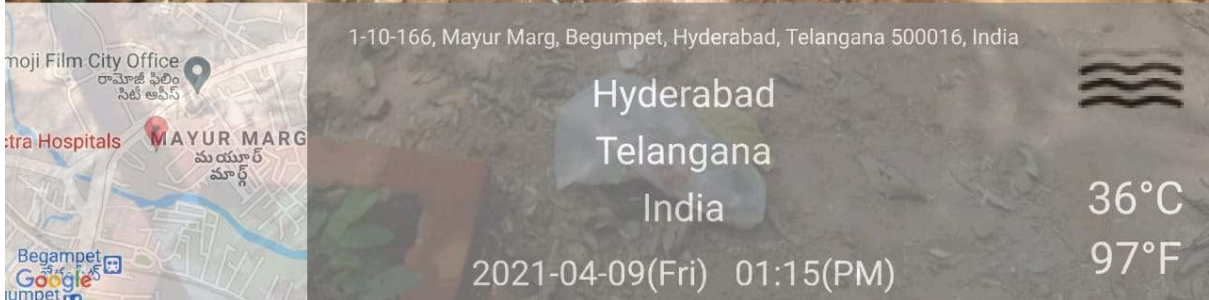 moji Film City Office
రామోజీ ఫిలిం
సిటీ ఆఫీస్
tra Hospitals
MAYUR MARG
మయూర్
మార్గ్
Begampet
Google
umpet
1-10-166, Mayur Marg, Begumpet, Hyderabad, Telangana 500016, India
Hyderabad
Telangana
India
2021-04-09(Fri) 01:15(PM)
36°C
97°F